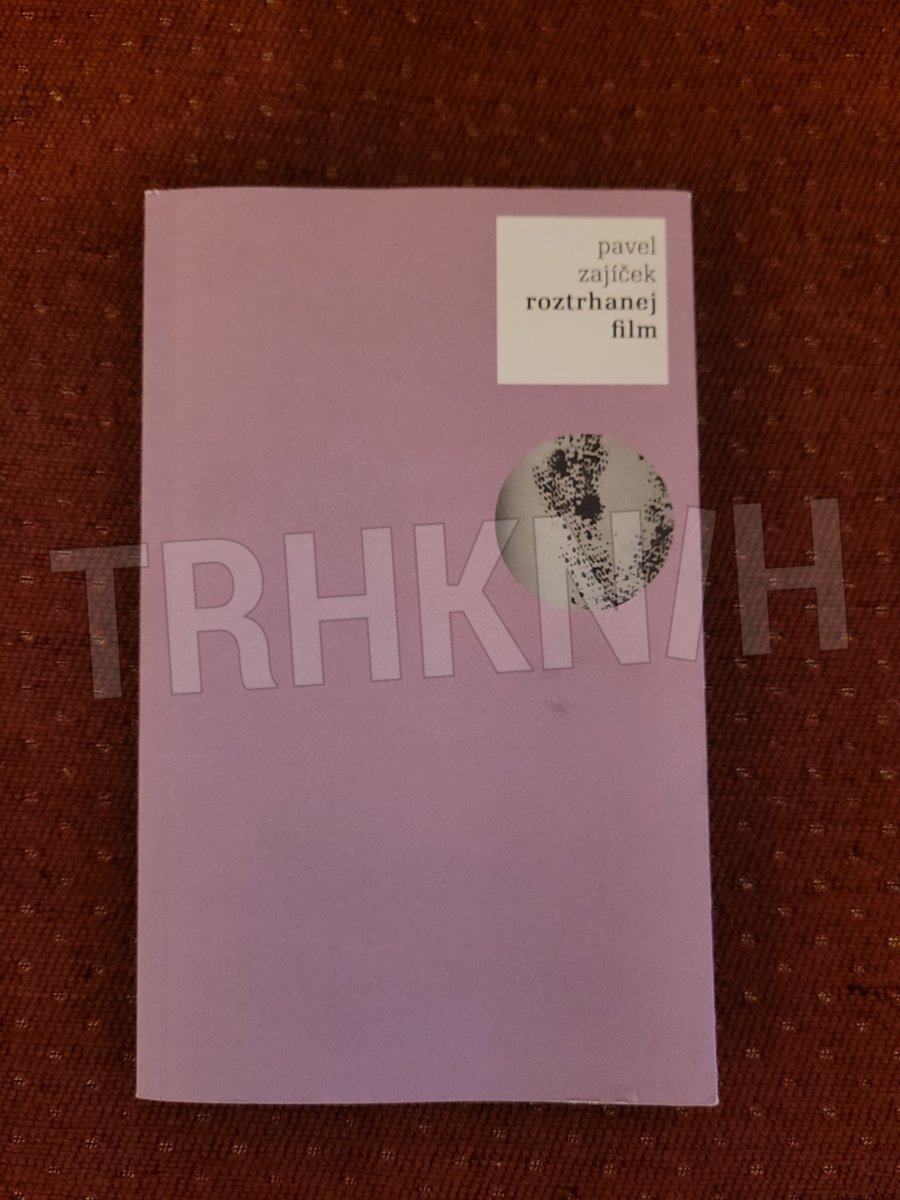 pavel
zajíček
roztrhanej
film
TRHKNIH